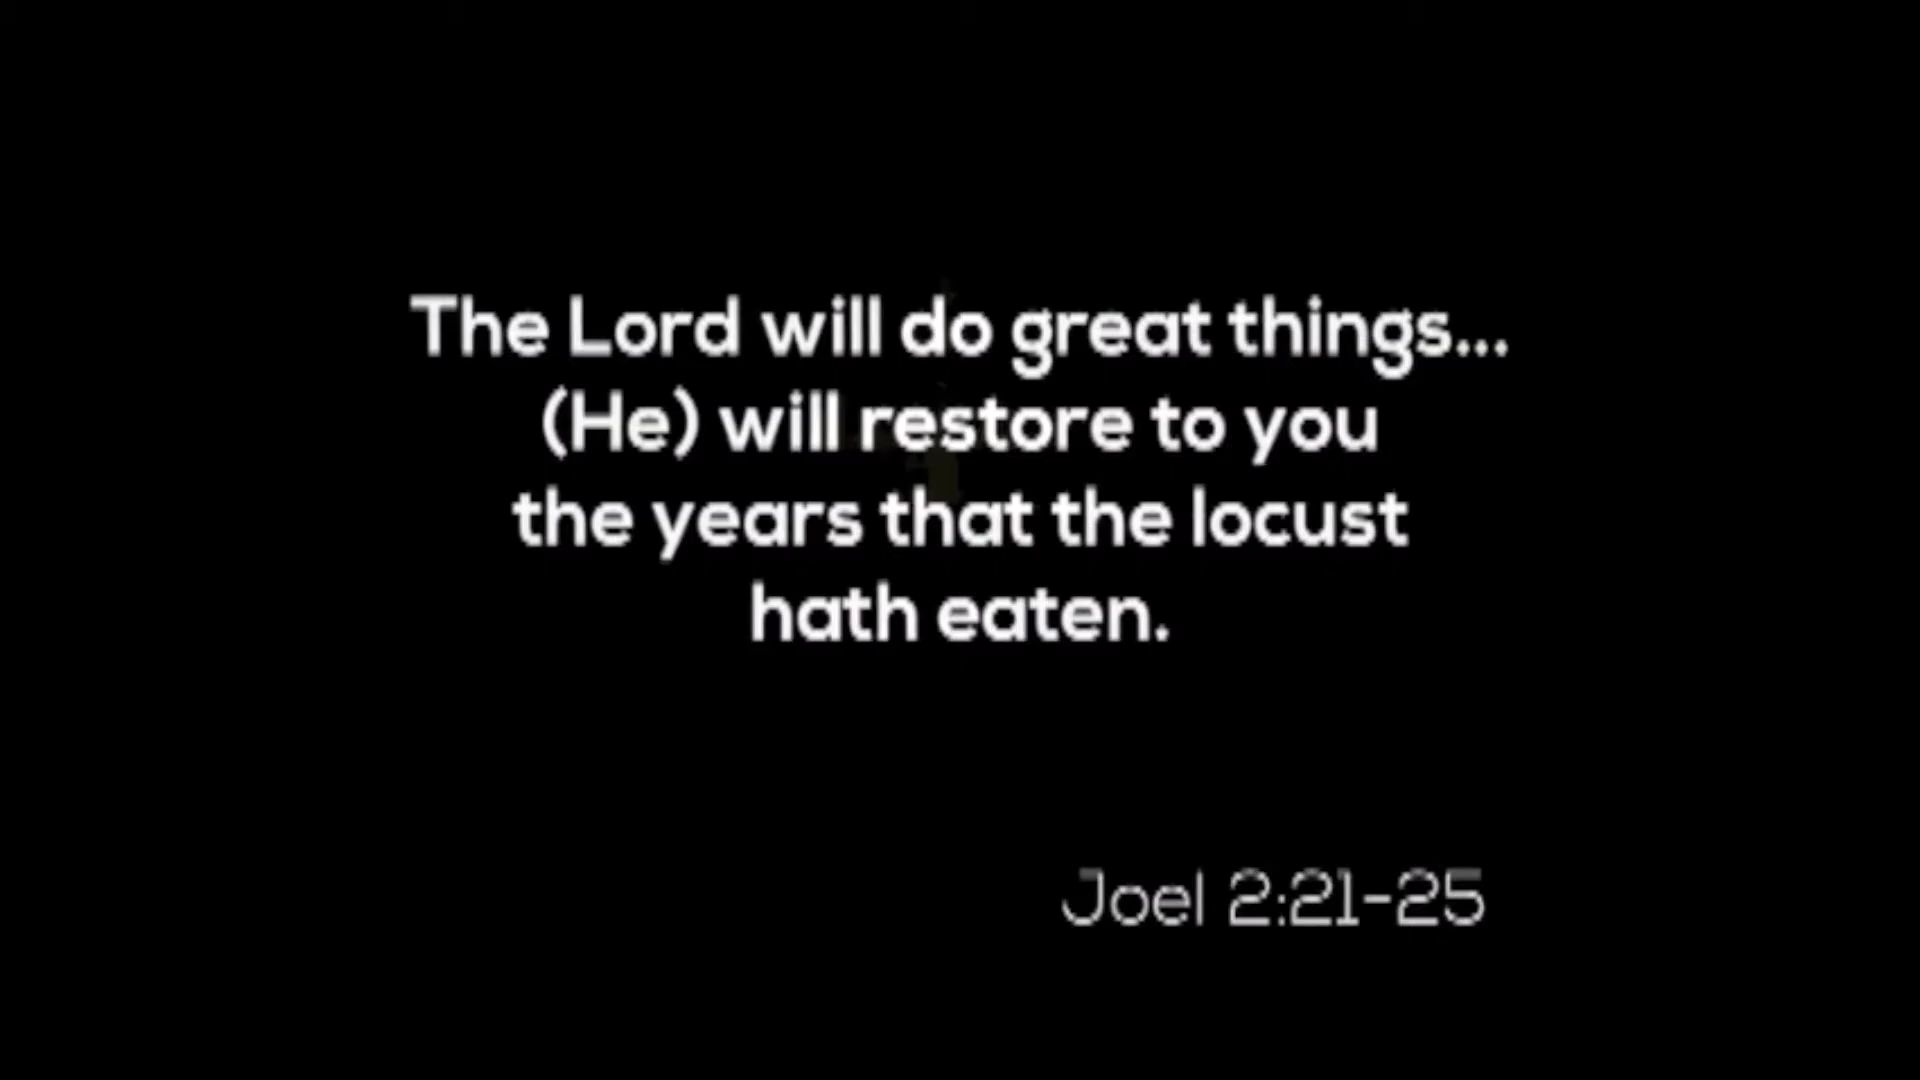 The Lord will do great things...
(He) will restore to you
the years that the locust
hath eaten.
Joel 2:21-25